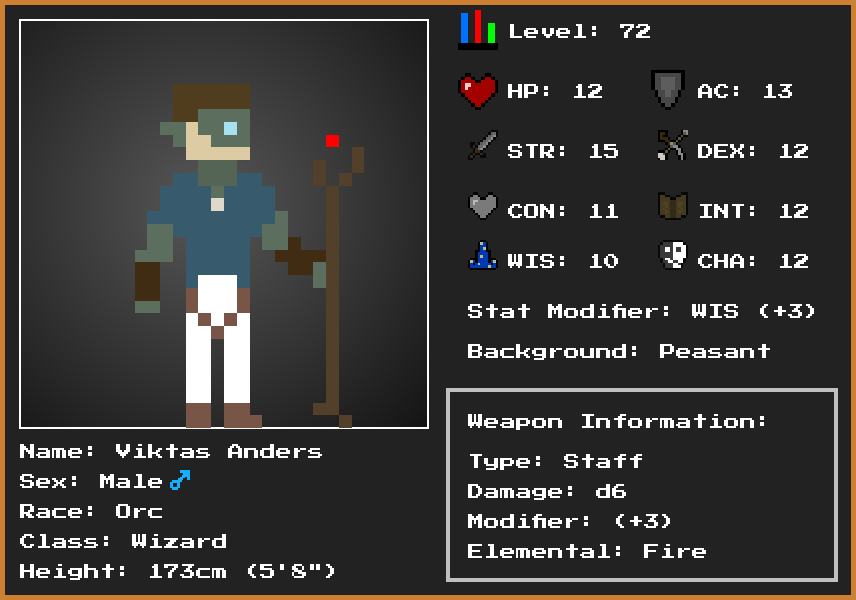 Level: 72
HP: 12 AC: 13
STR: 15 DEX: 12
CON: 11 INT: 12
WIS: 10 CHA: 12
Stat Modifier: WIS (+3)
Background: Peasant
Weapon Information:
Type: Staff
Damage: d6
Modifier: (+3)
Elemental: Fire
Name: Viktas Anders
Sex: Male ♂
Race: Orc
Class: Wizard
Height: 173cm (5'8")